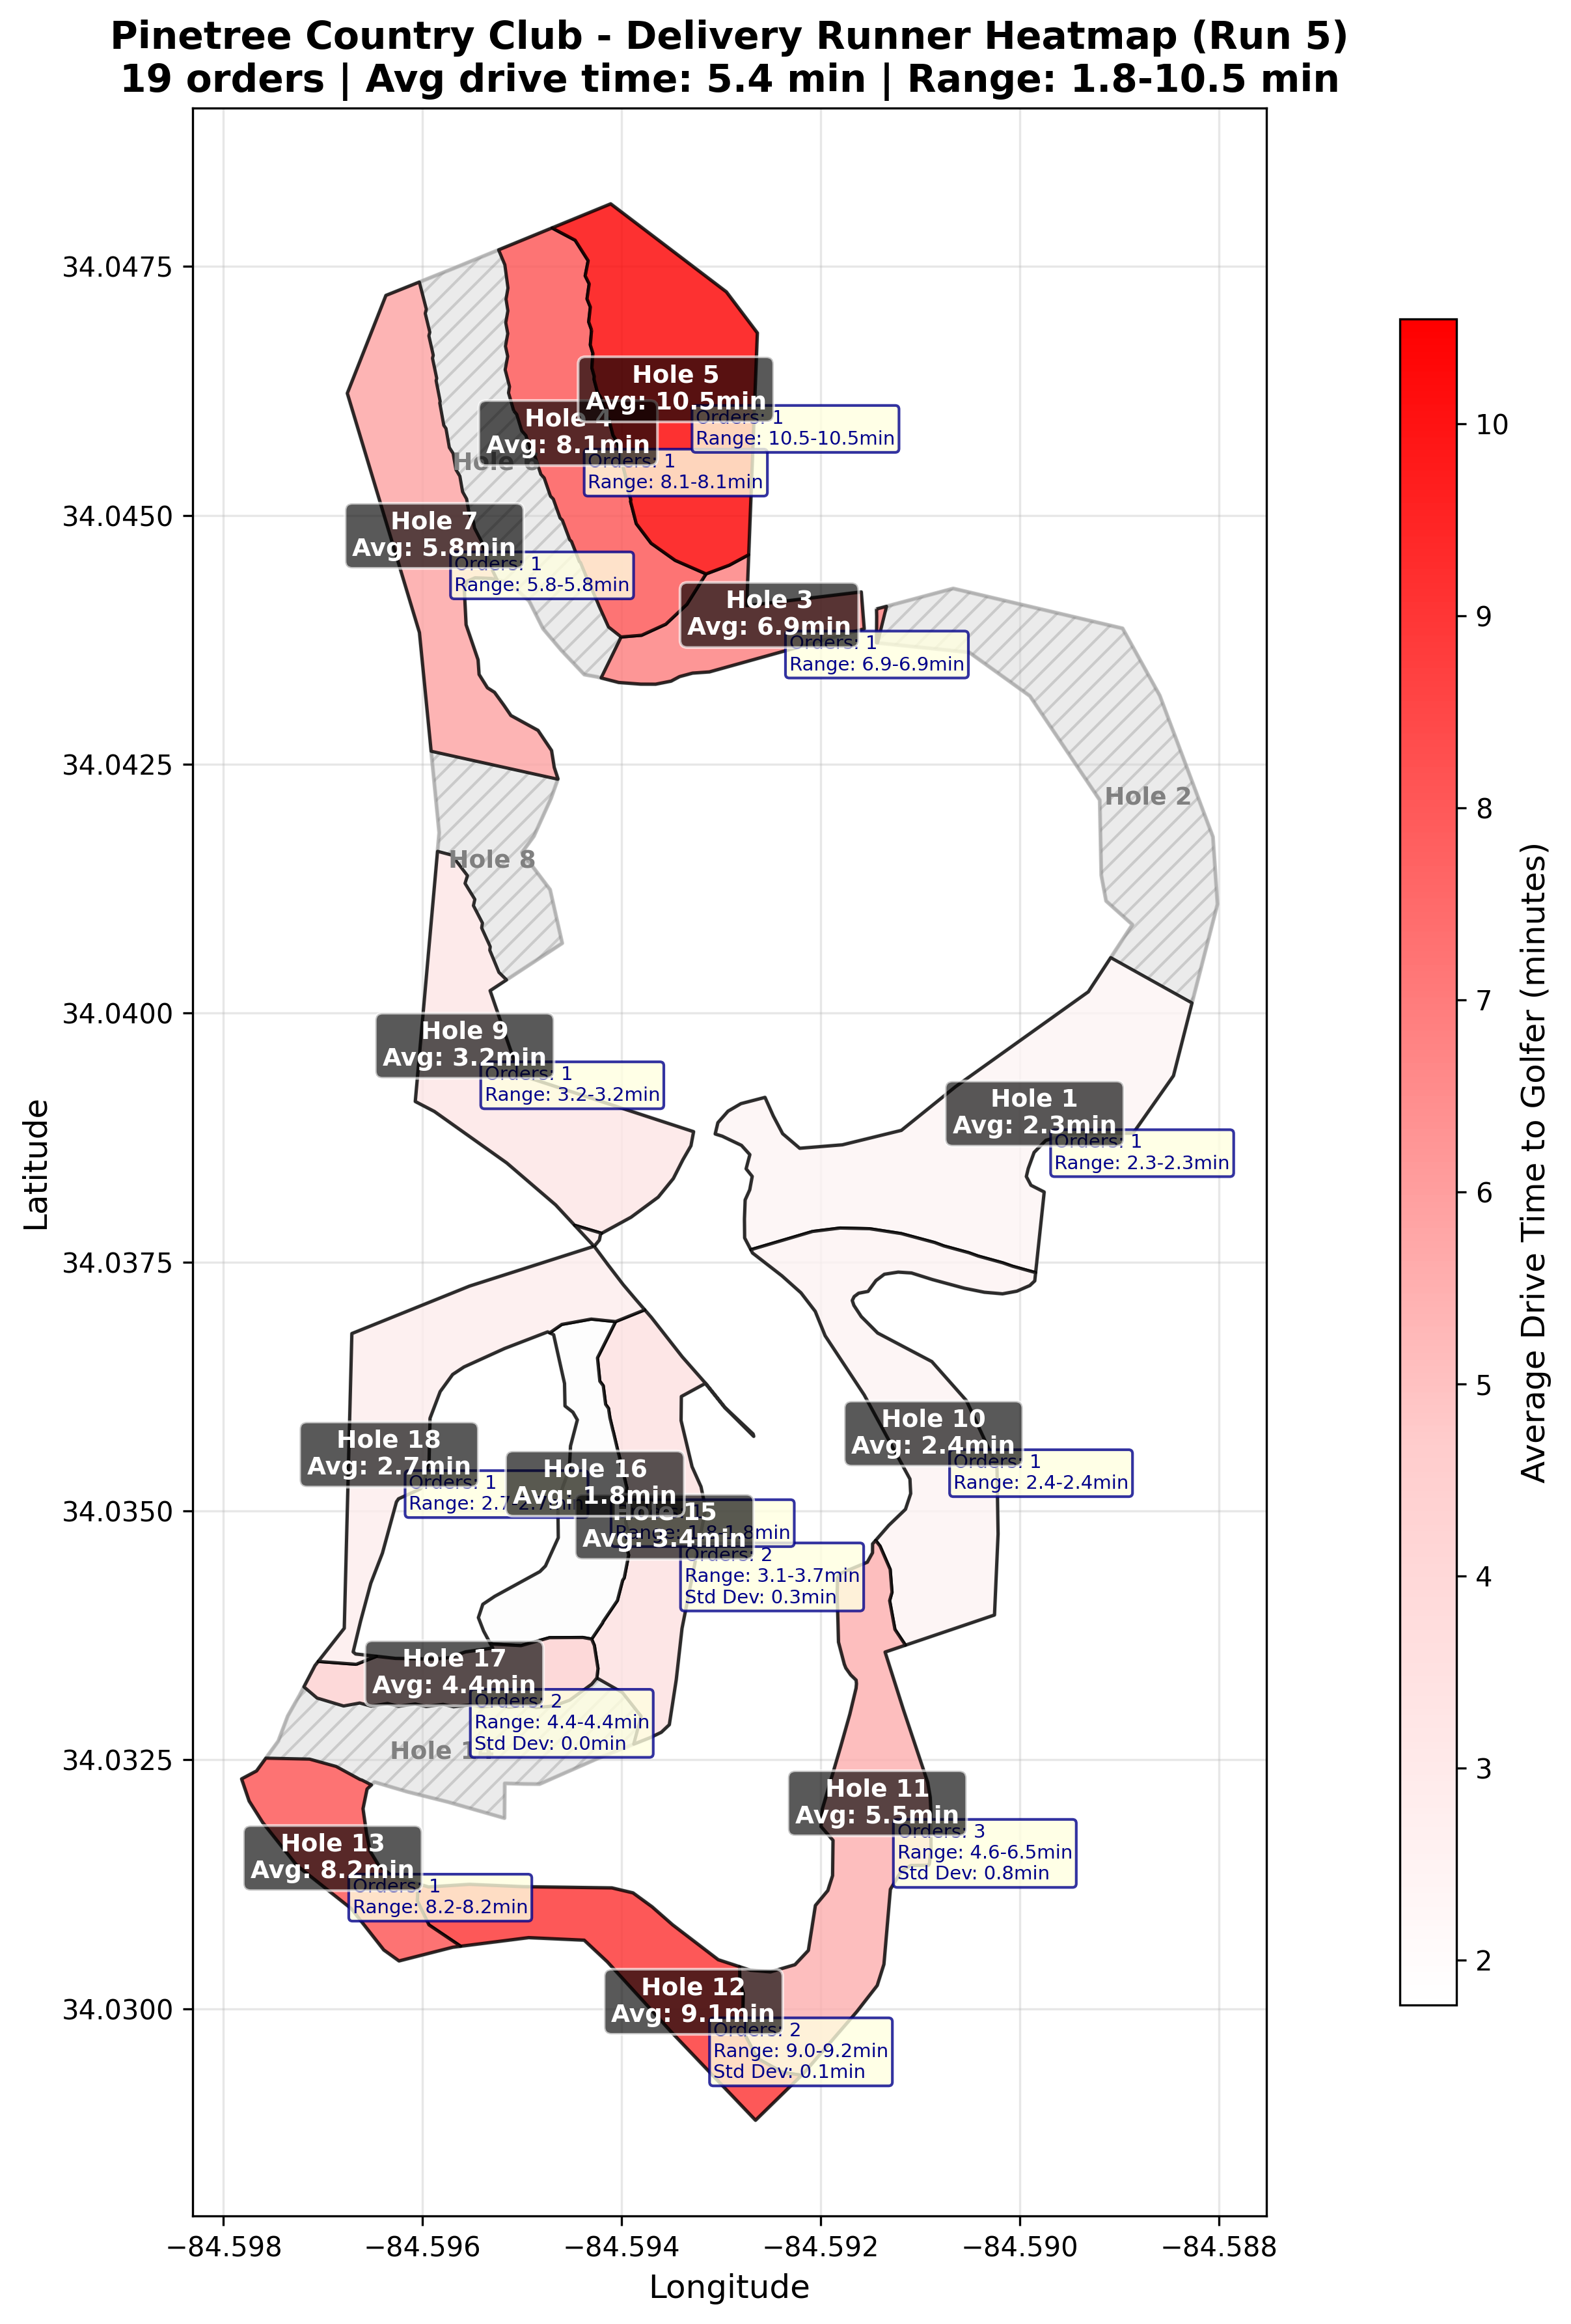 Pinetree Country Club - Delivery Runner Heatmap (Run 5)
19 orders | Avg drive time: 5.4 min | Range: 1.8-10.5 min
Latitude
34.0475
34.0450
34.0425
34.0400
34.0375
34.0350
34.0325
34.0300
Hole 5
Avg: 10.5min
Orders: 1
Range: 10.5-10.5min
Hole 4
Avg: 8.1min
Orders: 1
Range: 8.1-8.1min
Hole
Hole 7
Avg: 5.8min
Orders: 1
Range: 5.8-5.8min
Hole 3
Avg: 6.9min
Orders: 1
Range: 6.9-6.9min
Hole 2
Hole 8
Hole 9
Avg: 3.2min
Orders: 1
Range: 3.2-3.2min
Hole 1
Avg: 2.3min
Orders: 1
Range: 2.3-2.3min
Hole 10
Avg: 2.4min
Orders: 1
Range: 2.4-2.4min
Hole 18
Avg: 2.7min
Orders: 1
Range: 2.7-2.7min
Hole 16
Avg: 1.8min
Range: 1.8-1.8min
Hole 15
Avg: 3.4min
Orders: 2
Range: 3.1-3.7min
Std Dev: 0.3min
Hole 17
Avg: 4.4min
Orders: 2
Range: 4.4-4.4min
Std Dev: 0.0min
Hole
Hole 11
Avg: 5.5min
Orders: 3
Range: 4.6-6.5min
Std Dev: 0.8min
Hole 13
Avg: 8.2min
Orders: 1
Range: 8.2-8.2min
Hole 12
Avg: 9.1min
Orders: 2
Range: 9.0-9.2min
Std Dev: 0.1min
−84.598
−84.596
−84.594
−84.592
−84.590
−84.588
Longitude
10
9
8
7
6
5
4
3
2
Average Drive Time to Golfer (minutes)